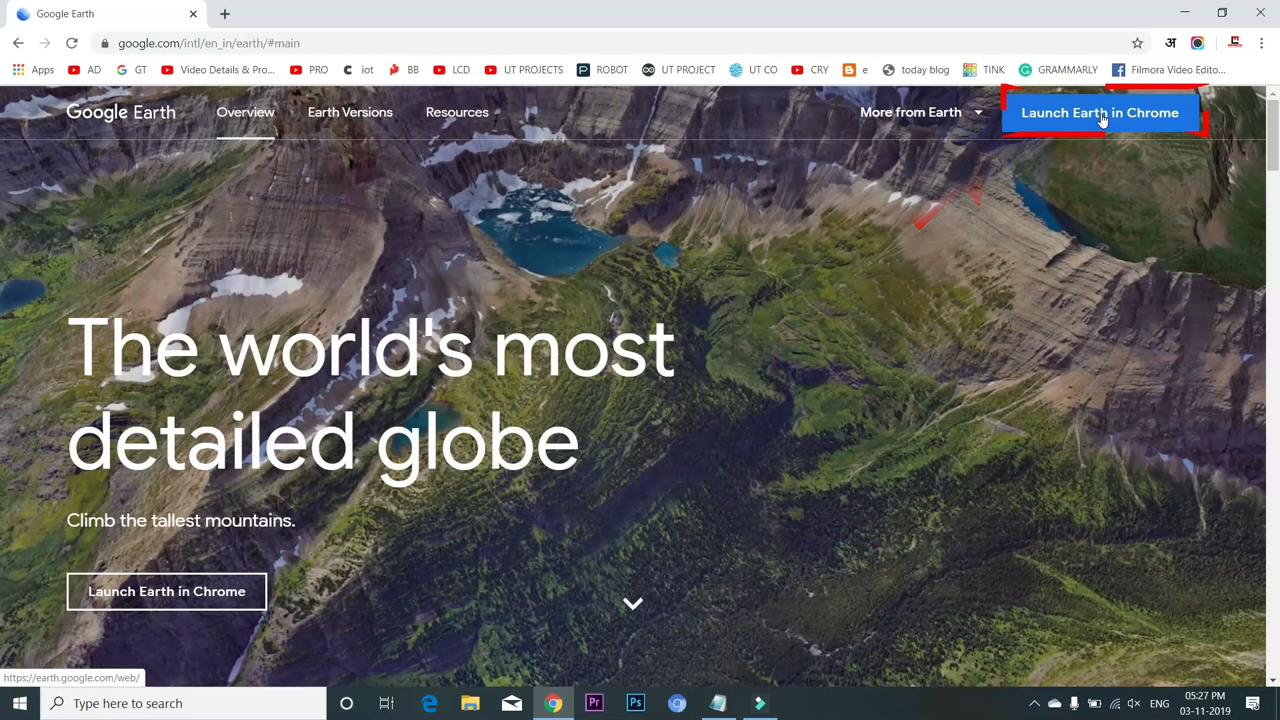 Google Earth
google.com/intl/en_in/earth/#main
Apps AD GT Video Details & Pro... PRO iot BB LCD UT PROJECTS ROBOT UT PROJECT UT CO CRY e today blog TINK GRAMMARLY Filmora Video Edito...
Google Earth Overview Earth Versions Resources More from Earth Launch Earth in Chrome
The world's most
detailed globe
Climb the tallest mountains.
Launch Earth in Chrome
https://earth.google.com/web/
Type here to search Pr Ps ENG 05:27 PM
03-11-2019